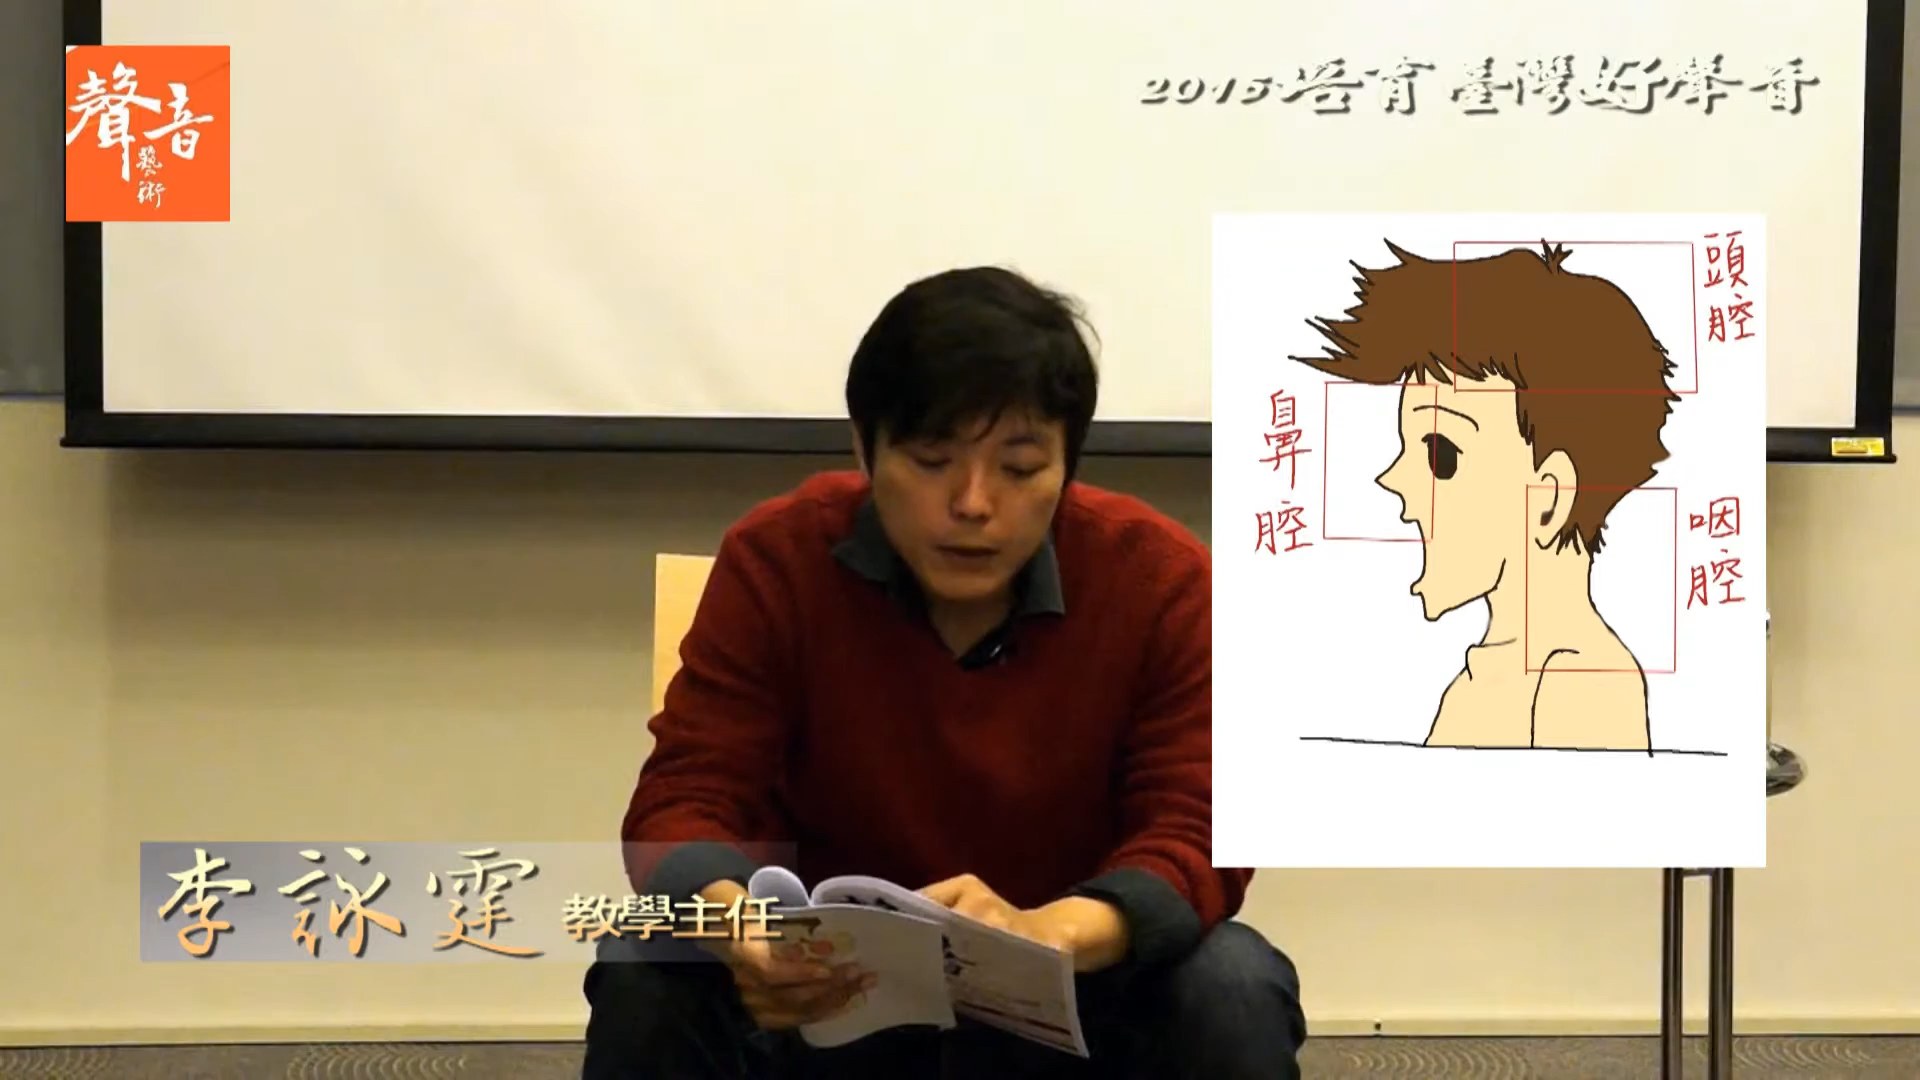 聲音
藝術
2015培育臺灣好聲音
頭腔
鼻腔
咽腔
李詠霆 教學主任